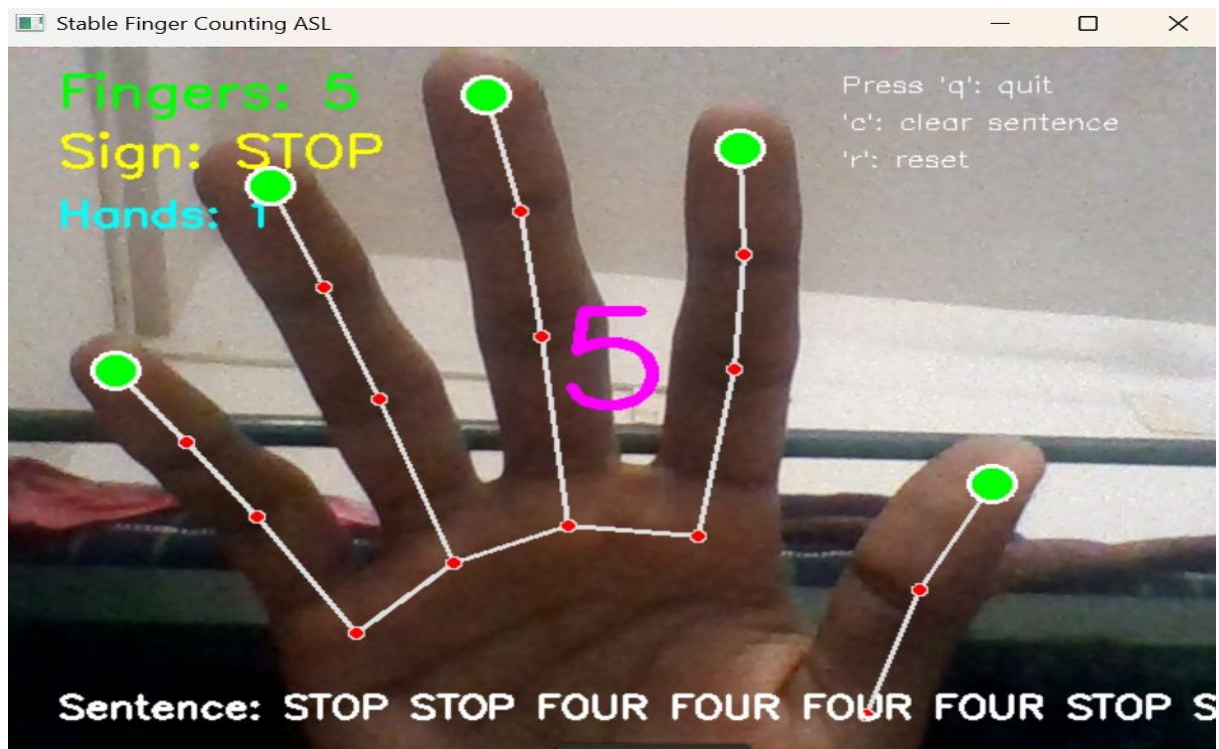 Stable Finger Counting ASL
Fingers: 5
Sign: STOP
Hands: 1
Press 'q': quit
'c': clear sentence
'r': reset
5
Sentence: STOP STOP FOUR FOUR FOUR FOUR STOP S